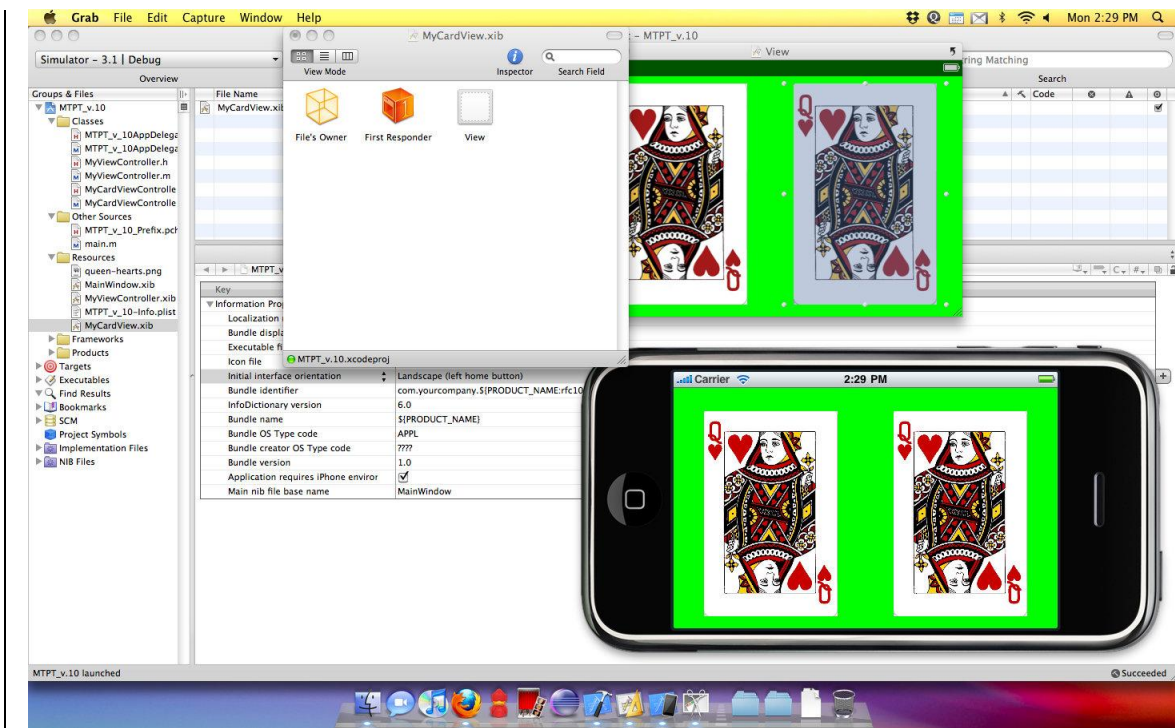 Grab File Edit Capture Window Help
Mon 2:29 PM
MyCardView.xib
- MTPT_v.10
Simulator - 3.1 | Debug
View
ring Matching
Overview
View Mode
Inspector
Search Field
Search
Groups & Files
File Name
Code
MTPT_v.10
MyCardView.xib
Classes
MTPT_v_10AppDelega
MTPT_v_10AppDelega
MyViewController.h
MyViewController.m
MyCardViewControlle
MyCardViewControlle
File's Owner
First Responder
View
Other Sources
MTPT_v_10_Prefix.pch
main.m
Resources
queen-hearts.png
MainWindow.xib
MyViewController.xib
MTPT_v_10-Info.plist
MyCardView.xib
Frameworks
Products
Targets
Executables
Find Results
Bookmarks
SCM
Project Symbols
Implementation Files
NIB Files
MTPT_v
Key
Information Pro
Localization
Bundle displa
Executable fi
Icon file
MTPT_v.10.xcodeproj
Initial interface orientation Landscape (left home button)
Bundle identifier com.yourcompany.${PRODUCT_NAME:rfc10
InfoDictionary version 6.0
Bundle name ${PRODUCT_NAME}
Bundle OS Type code APPL
Bundle creator OS Type code ????
Bundle version 1.0
Application requires iPhone enviror
Main nib file base name MainWindow
Q
Q
Q
Q
Carrier 2:29 PM
Q
Q
Q
Q
MTPT_v.10 launched
Succeeded